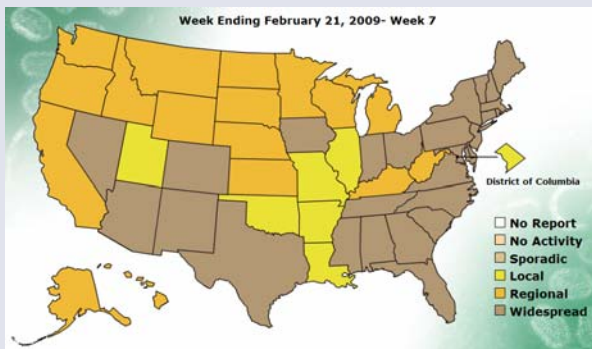 Week Ending February 21, 2009- Week 7
District of Columbia
No Report
No Activity
Sporadic
Local
Regional
Widespread